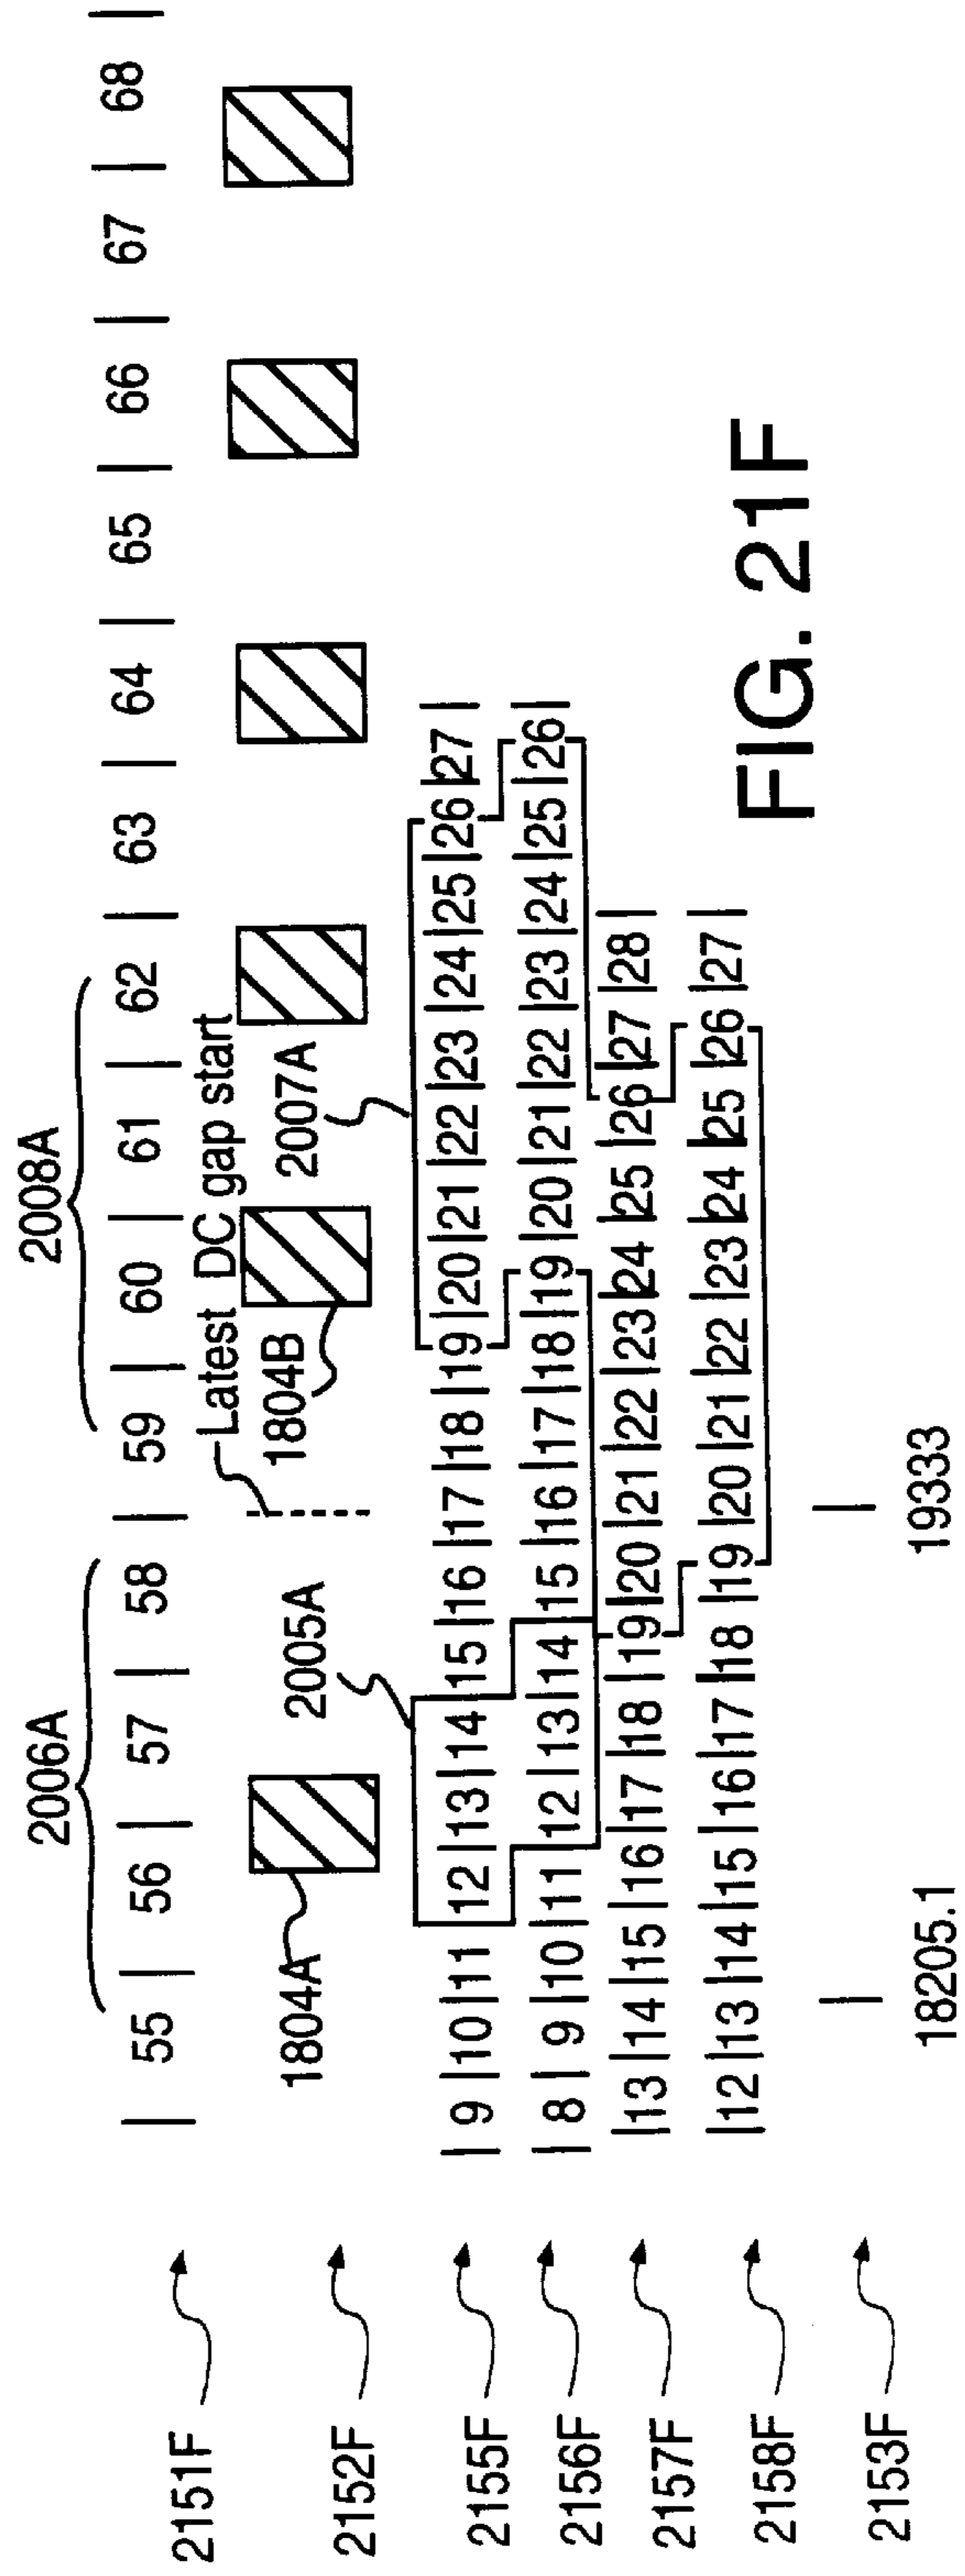 2006A 2008A
2151F 55 | 56 | 57 | 58 | 59 | 60 | 61 | 62 | 63 | 64 | 65 | 66 | 67 | 68
Latest DC gap start
2152F 1804A 1804B
2005A 2007A
2155F | 9 | 10 | 11 12 | 13 | 14 | 15 | 16 | 17 | 18 | 19 | 20 | 21 | 22 | 23 | 24 | 25 | 26 | 27 |
2156F | 8 | 9 | 10 | 11 | 12 | 13 | 14 | 15 | 16 | 17 | 18 | 19 | 20 | 21 | 22 | 23 | 24 | 25 | 26 |
2157F | 13 | 14 | 15 | 16 | 17 | 18 | 19 | 20 | 21 | 22 | 23 | 24 | 25 | 26 | 27 | 28 |
2158F | 12 | 13 | 14 | 15 | 16 | 17 | 18 | 19 | 20 | 21 | 22 | 23 | 24 | 25 | 26 | 27 |
2153F 18205.1 19333
FIG. 21F